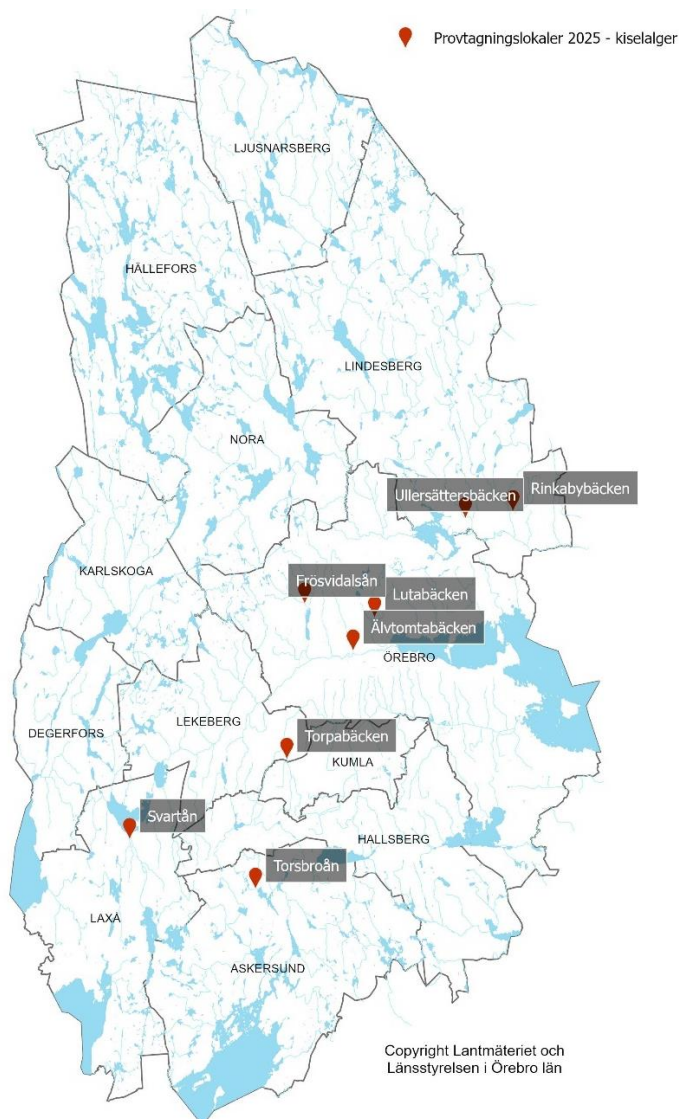 Provtagningslokaler 2025 - kiselalger
LJUSNARSBERG
HÄLLEFORS
LINDESBERG
NORA
Ullersättersbäcken
Rinkabybäcken
KARLSKOGA
Frösvidalsån
Lutabäcken
Älvtomtabäcken
ÖREBRO
LEKEBERG
DEGERFORS
Torpabäcken
KUMLA
Svartån
HALLSBERG
Torsbroån
LAXÅ
ASKERSUND
Copyright Lantmäteriet och
Länsstyrelsen i Örebro län